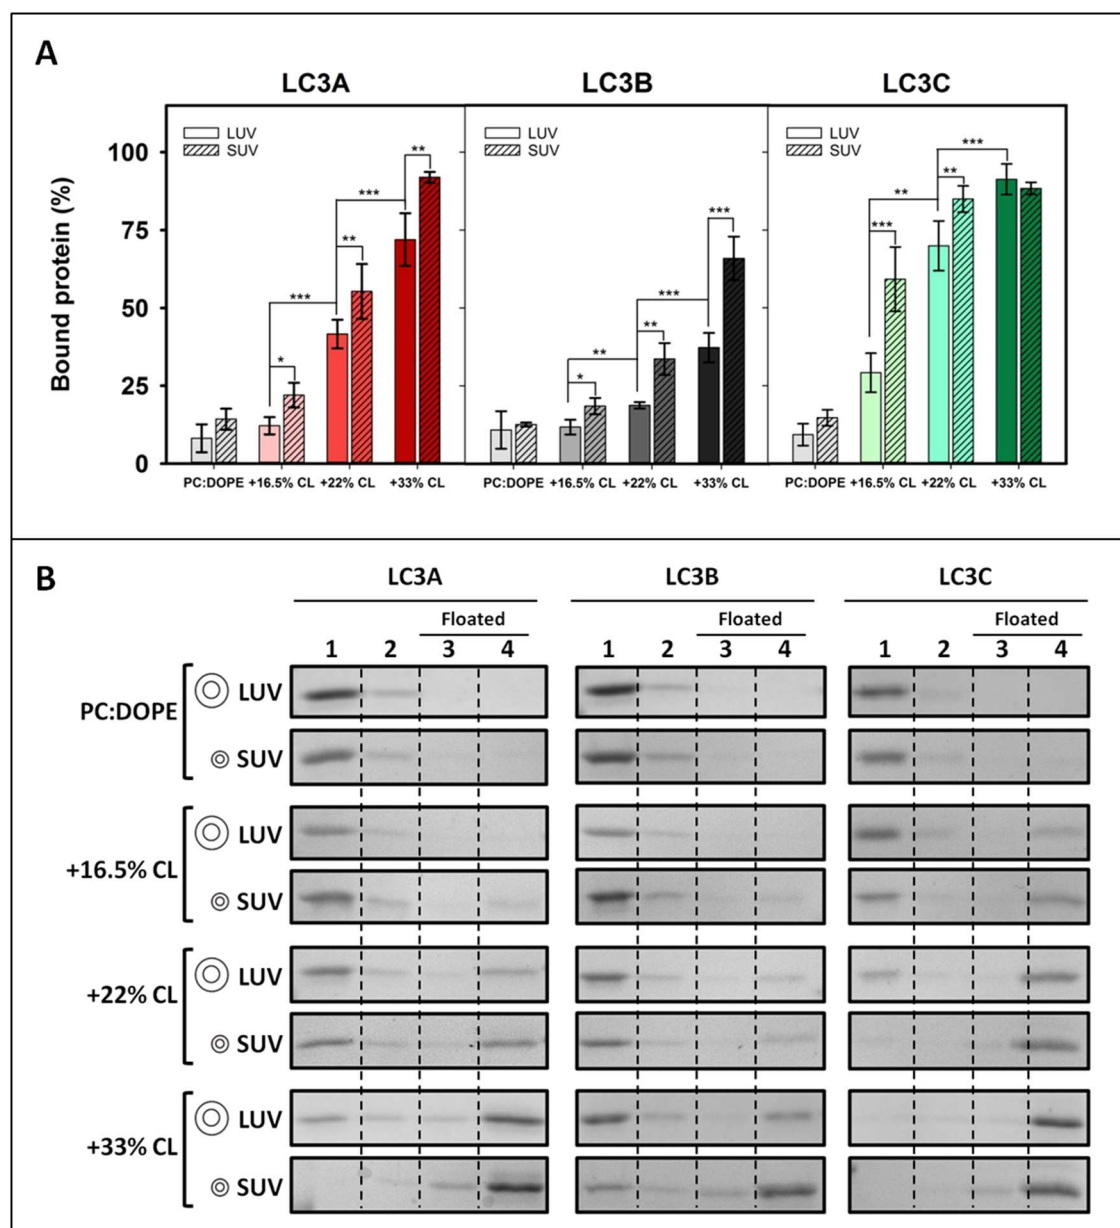 A
LC3A LC3B LC3C
LUV LUV LUV
SUV SUV SUV
Bound protein (%)
100
75
50
25
0
** *** ** *** *
*** ** *** ** ** *
*** ** ** ***
PC:DOPE +16.5% CL +22% CL +33% CL PC:DOPE +16.5% CL +22% CL +33% CL PC:DOPE +16.5% CL +22% CL +33% CL
B
LC3A LC3B LC3C
Floated Floated Floated
1 2 3 4 1 2 3 4 1 2 3 4
PC:DOPE
LUV
SUV
+16.5% CL
LUV
SUV
+22% CL
LUV
SUV
+33% CL
LUV
SUV